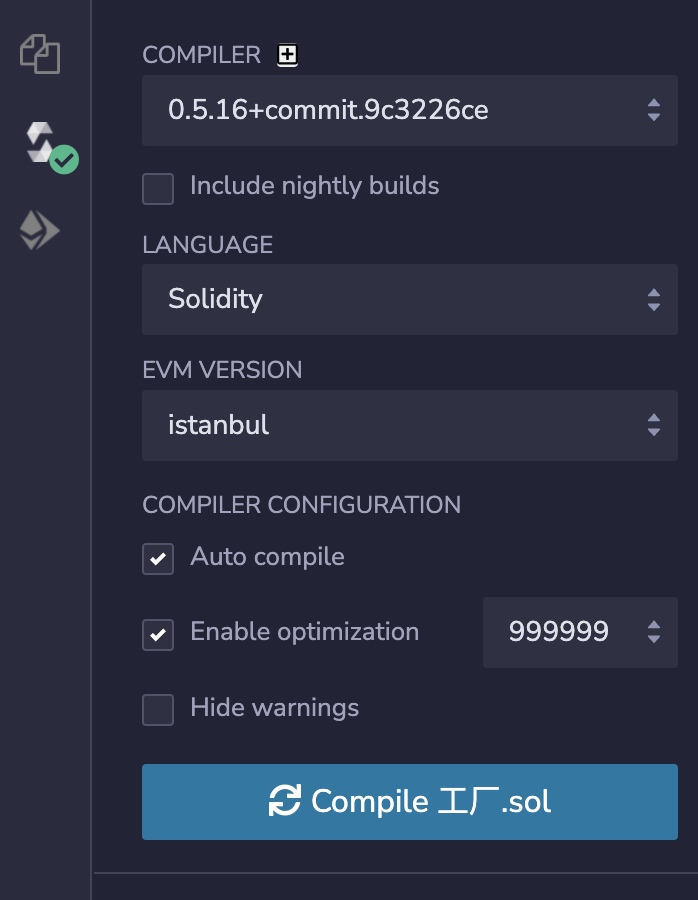 COMPILER
0.5.16+commit.9c3226ce
Include nightly builds
LANGUAGE
Solidity
EVM VERSION
istanbul
COMPILER CONFIGURATION
Auto compile
Enable optimization 999999
Hide warnings
Compile 工厂.sol